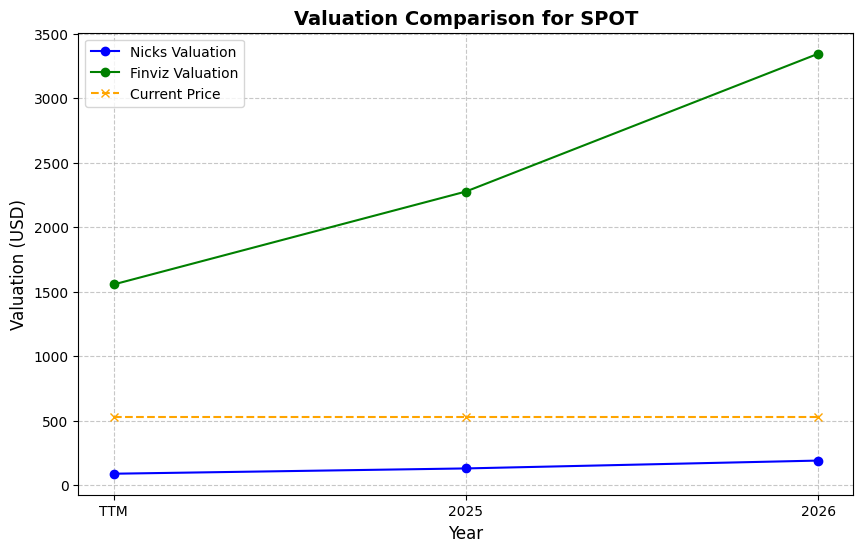 Valuation Comparison for SPOT
Nicks Valuation
Finviz Valuation
Current Price
3500
3000
2500
2000
1500
1000
500
0
Valuation (USD)
TTM 2025 2026
Year